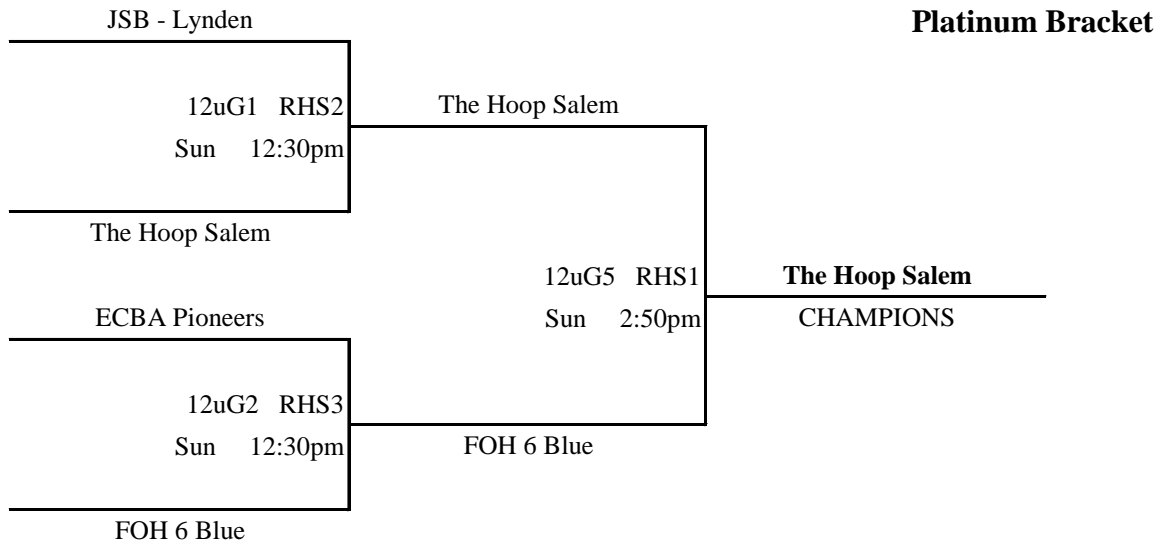 JSB - Lynden
Platinum Bracket
12uG1 RHS2
The Hoop Salem
Sun 12:30pm
The Hoop Salem
12uG5 RHS1
The Hoop Salem
ECBA Pioneers
Sun 2:50pm
CHAMPIONS
12uG2 RHS3
Sun 12:30pm
FOH 6 Blue
FOH 6 Blue